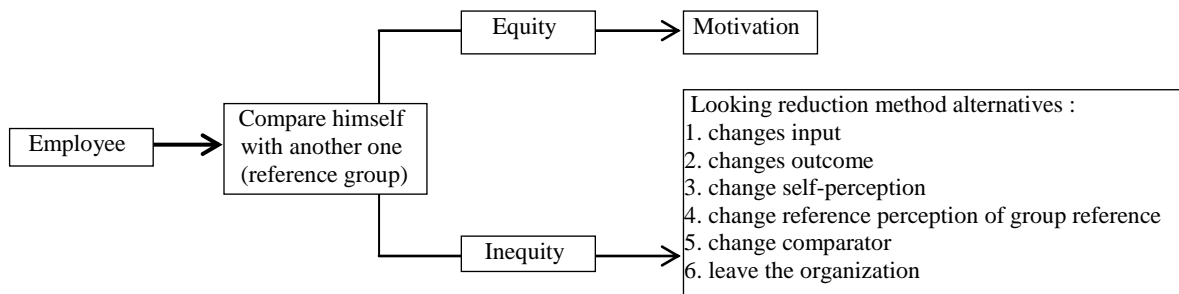 Equity
Motivation
Employee
Compare himself
with another one
(reference group)
Inequity
Looking reduction method alternatives :
1. changes input
2. changes outcome
3. change self-perception
4. change reference perception of group reference
5. change comparator
6. leave the organization